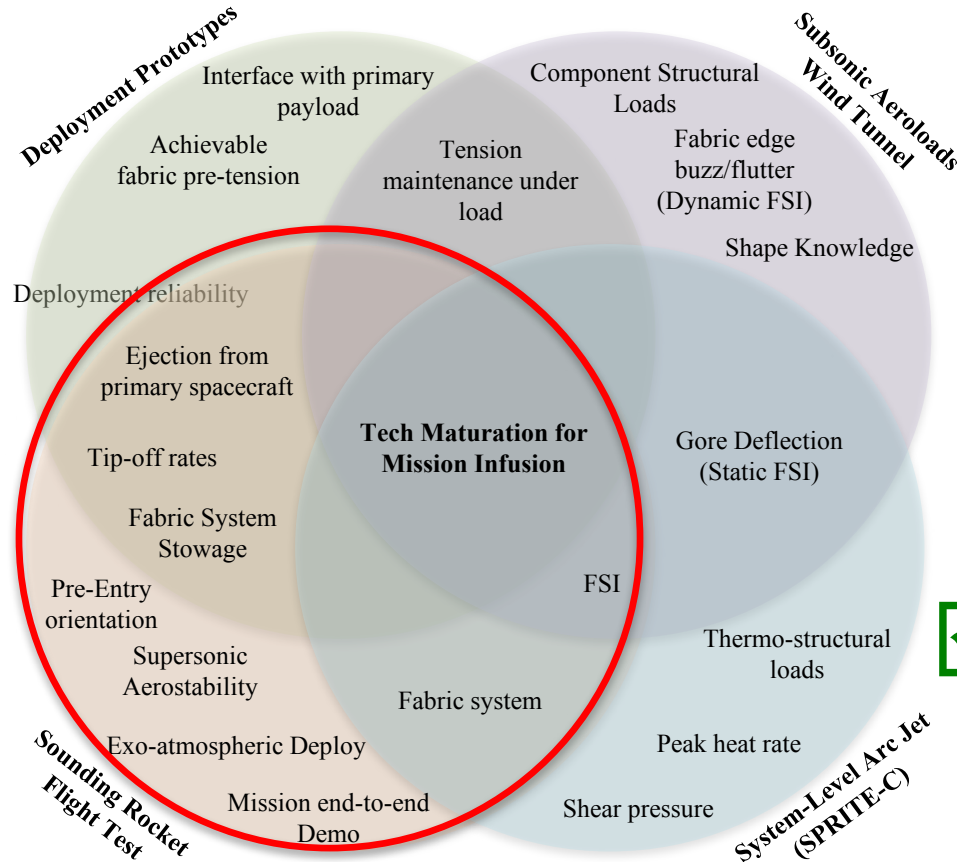 Deployment Prototypes
Subsonic Aeroloads
Wind Tunnel
Interface with primary
payload
Component Structural
Loads
Achievable
fabric pre-tension
Tension
maintenance under
load
Fabric edge
buzz/flutter
(Dynamic FSI)
Shape Knowledge
Deployment reliability
Ejection from
primary spacecraft
Tech Maturation for
Mission Infusion
Gore Deflection
(Static FSI)
Tip-off rates
Fabric System
Stowage
Pre-Entry
orientation
FSI
Supersonic
Aerostability
Thermo-structural
loads
Fabric system
Exo-atmospheric Deploy
Peak heat rate
Mission end-to-end
Demo
Shear pressure
Sounding Rocket
Flight Test
System-Level Arc Jet
(SPRITE-C)